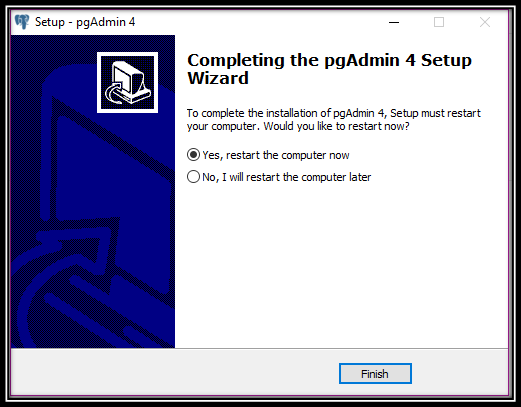 Setup - pgAdmin 4
Completing the pgAdmin 4 Setup
Wizard
To complete the installation of pgAdmin 4, Setup must restart
your computer. Would you like to restart now?
Yes, restart the computer now
No, I will restart the computer later
Finish